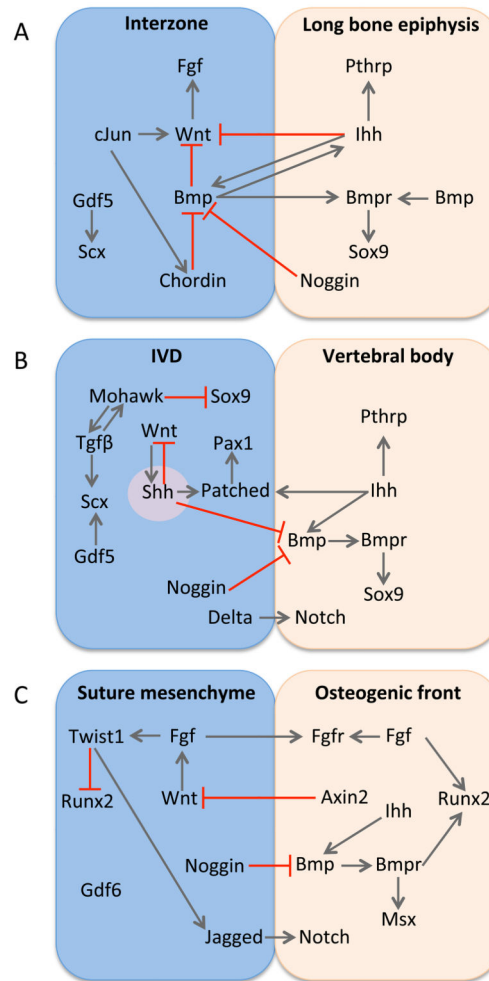 A
Interzone Long bone epiphysis
Fgf Pthrp
cJun Wnt Ihh
Gdf5 Bmp Bmpr Bmp
Scx Sox9
Chordin Noggin
B
IVD Vertebral body
Mohawk Sox9
Pthrp
Wnt
Tgfβ Pax1
Scx Shh Patched Ihh
Gdf5 Bmp Bmpr
Noggin Sox9
Delta Notch
C
Suture mesenchyme Osteogenic front
Twist1 Fgf Fgfr Fgf
Runx2 Wnt Axin2 Runx2
Ihh
Noggin Bmp Bmpr
Gdf6
Msx
Jagged Notch